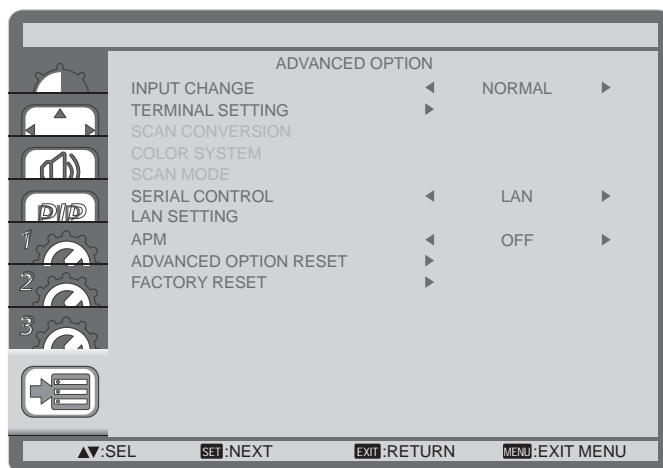 ADVANCED OPTION
INPUT CHANGE NORMAL
TERMINAL SETTING
SCAN CONVERSION
COLOR SYSTEM
SCAN MODE
SERIAL CONTROL LAN
LAN SETTING
APM OFF
ADVANCED OPTION RESET
FACTORY RESET
PIP
1
2
3
▲▼:SEL SET:NEXT EXIT:RETURN MENU:EXIT MENU